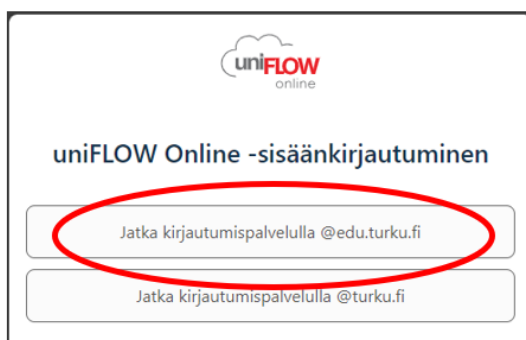 uniFLOW
online
uniFLOW Online -sisäänkirjautuminen
Jatka kirjautumispalvelulla @edu.turku.fi
Jatka kirjautumispalvelulla @turku.fi